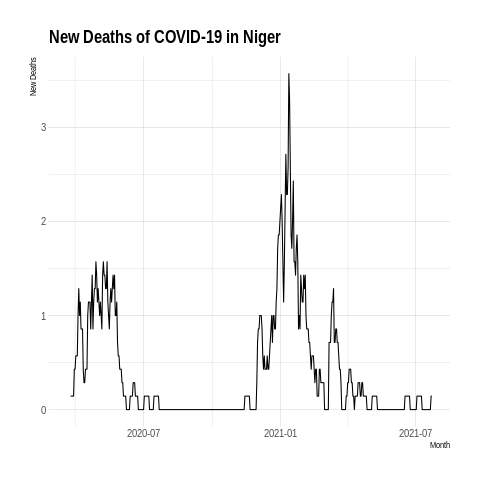 New Deaths of COVID-19 in Niger
New Deaths
3
2
1
0
2020-07
2021-01
2021-07
Month